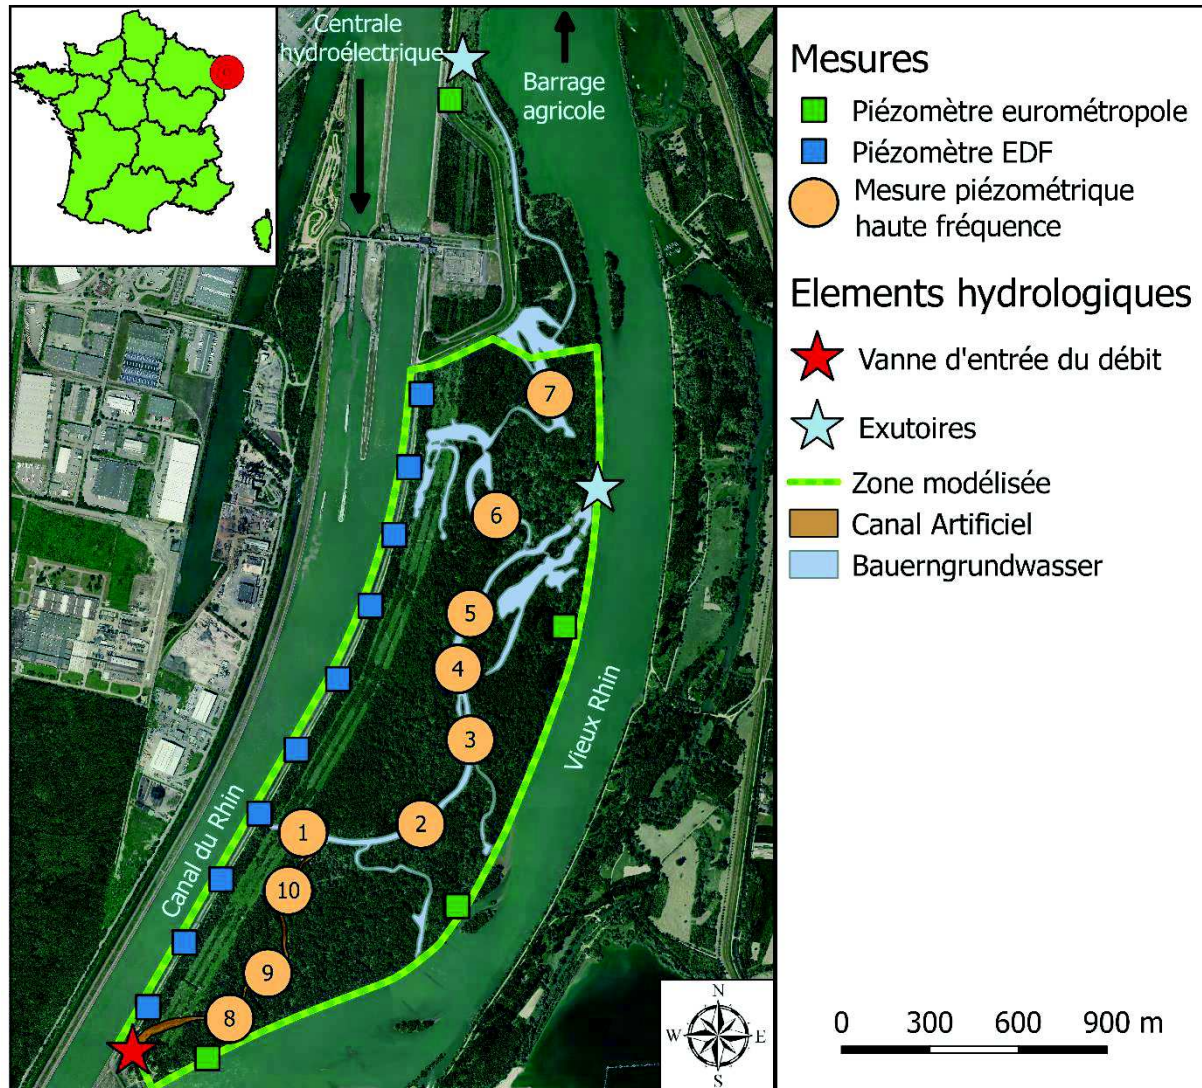 Centrale
hydroélectrique
Barrage
agricole
Canal du Rhin
Vieux Rhin
7
6
5
4
3
2
1
10
9
8
N
W
E
S
Mesures
Piézomètre eurométropole
Piézomètre EDF
Mesure piézométrique
haute fréquence
Elements hydrologiques
Vanne d'entrée du débit
Exutoires
Zone modélisée
Canal Artificiel
Bauerngrundwasser
0
300
600
900 m